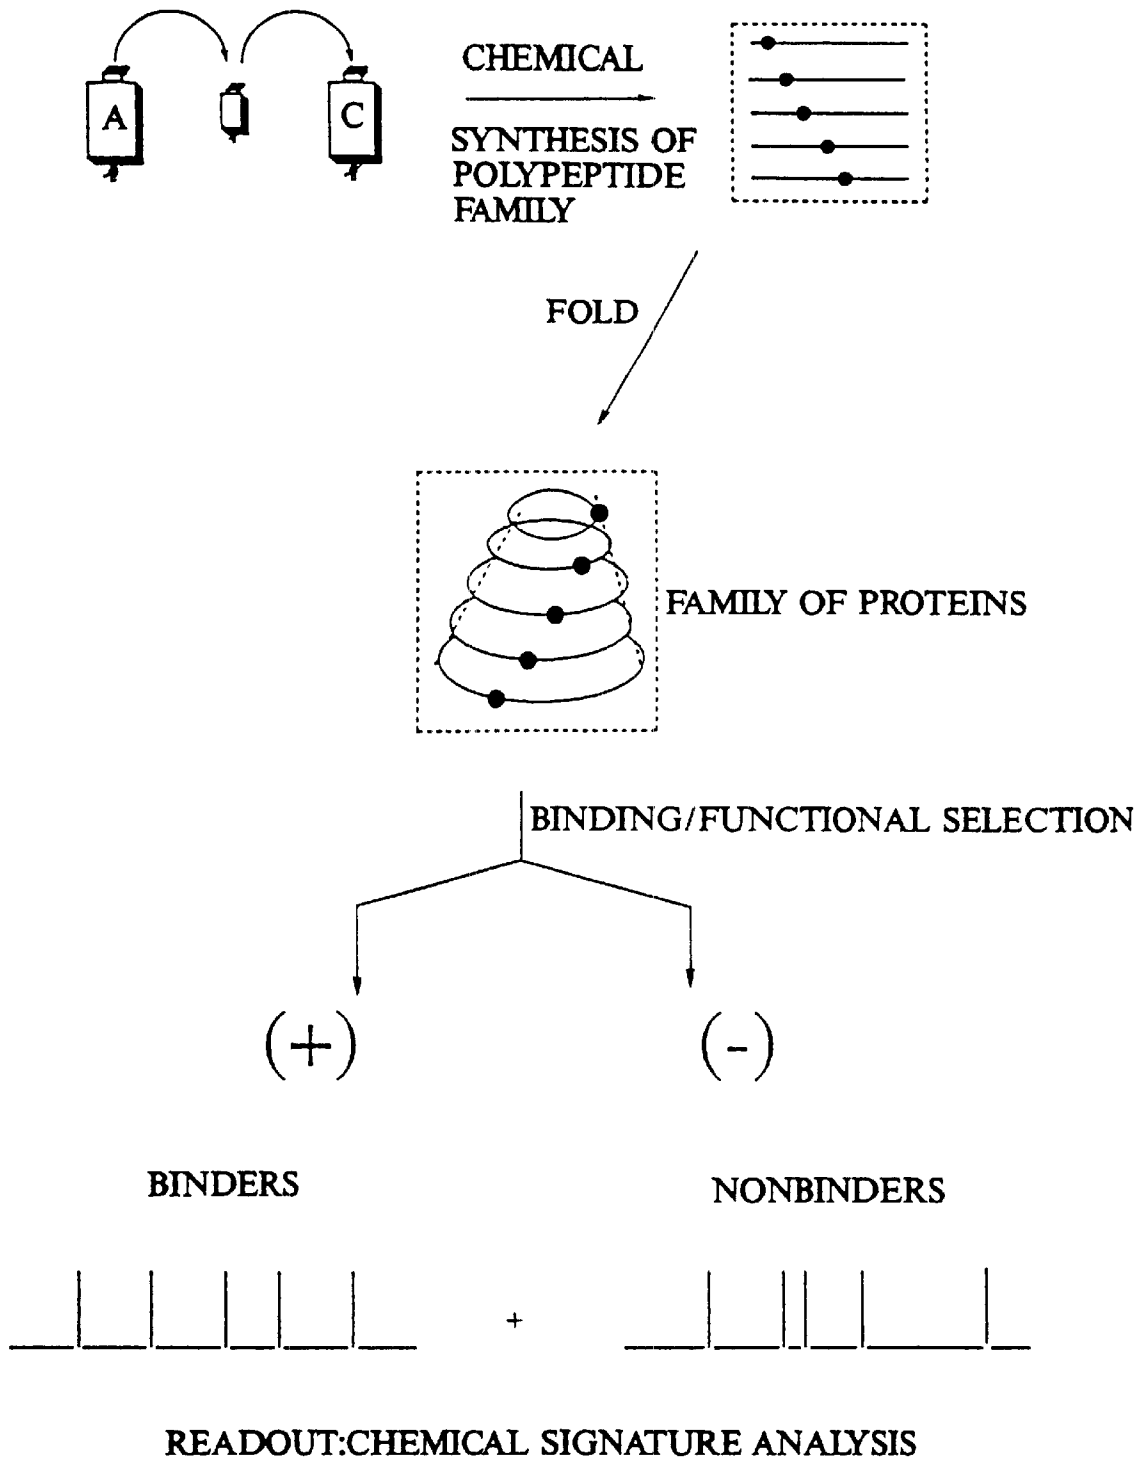 A
C
CHEMICAL
SYNTHESIS OF
POLYPEPTIDE
FAMILY
FOLD
FAMILY OF PROTEINS
BINDING/FUNCTIONAL SELECTION
(+)
(-)
BINDERS
NONBINDERS
+
READOUT:CHEMICAL SIGNATURE ANALYSIS